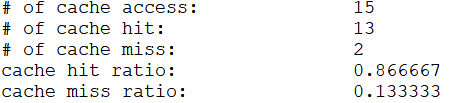 # of cache access: 15
# of cache hit: 13
# of cache miss: 2
cache hit ratio: 0.866667
cache miss ratio: 0.133333